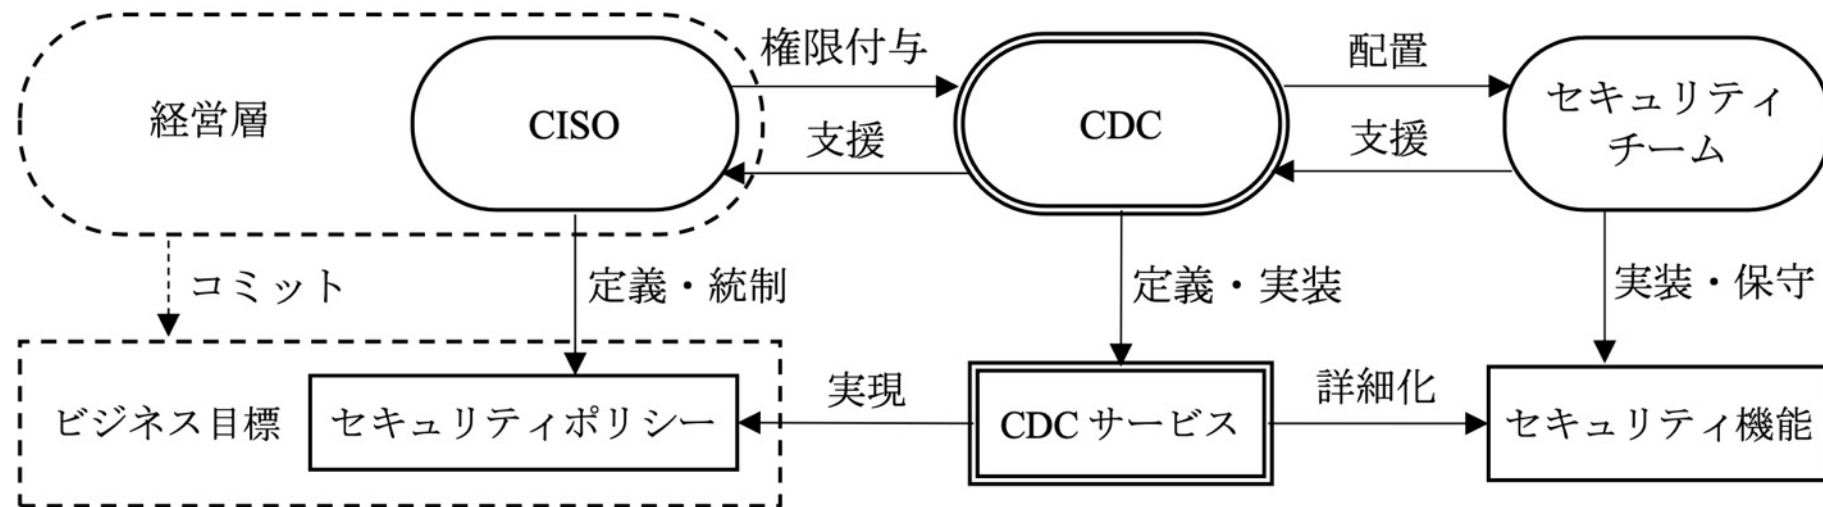 権限付与
配置
経営層
CISO
CDC
セキュリティ
チーム
支援
支援
コミット
定義・統制
定義・実装
実装・保守
ビジネス目標
セキュリティポリシー
実現
CDC サービス
詳細化
セキュリティ機能